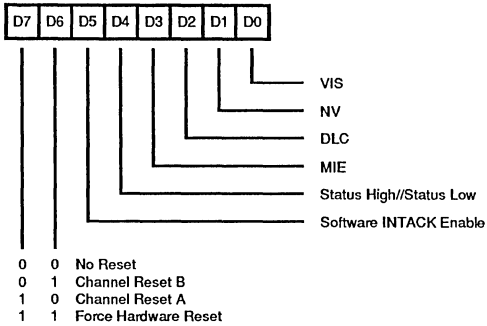 D7 D6 D5 D4 D3 D2 D1 D0
VIS
NV
DLC
MIE
Status High//Status Low
Software INTACK Enable
0 0 No Reset
0 1 Channel Reset B
1 0 Channel Reset A
1 1 Force Hardware Reset